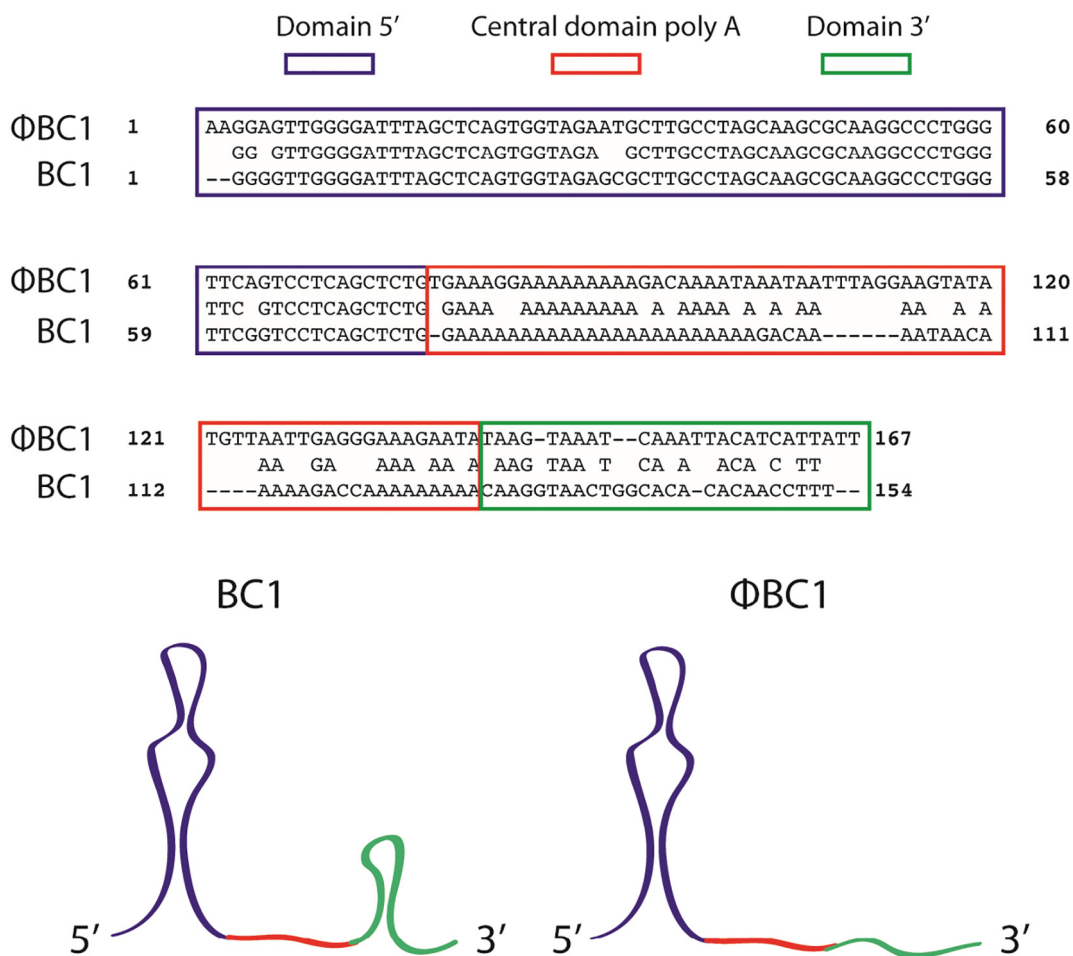 Domain 5′ Central domain poly A Domain 3′
ΦBC1 1 AAGGAGTTGGGGATTTAGCTCAGTGGTAGAATGCTTGCCTAGCAAGCGCAAGGCCCTGGG 60
GG GTTGGGGATTTAGCTCAGTGGTAGA GCTTGCCTAGCAAGCGCAAGGCCCTGGG
BC1 1 --GGGGTTGGGGATTTAGCTCAGTGGTAGAGCGCTTGCCTAGCAAGCGCAAGGCCCTGGG 58
ΦBC1 61 TTCAGTCCTCAGCTCTGTGAAAGGAAAAAAAAAGACAAAATAAATAATTTAGGAAGTATA 120
TTC GTCCTCAGCTCTG GAAA AAAAAAAAA A AAAA A A AA AA A A
BC1 59 TTCGGTCCTCAGCTCTG-GAAAAAAAAAAAAAAAAAAAAAAAAGACAA------AATAACA 111
ΦBC1 121 TGTTAATTGAGGGAAAGAATATAAG-TAAAT--CAAATTACATCATTATT 167
AA GA AAA AA A AAG TAA T CA A ACA C TT
BC1 112 ----AAAAGACCAAAAAAAAACAAGGTAACTGGCACA-CACAACCTTT-- 154
BC1 ΦBC1
5′ 3′ 5′ 3′